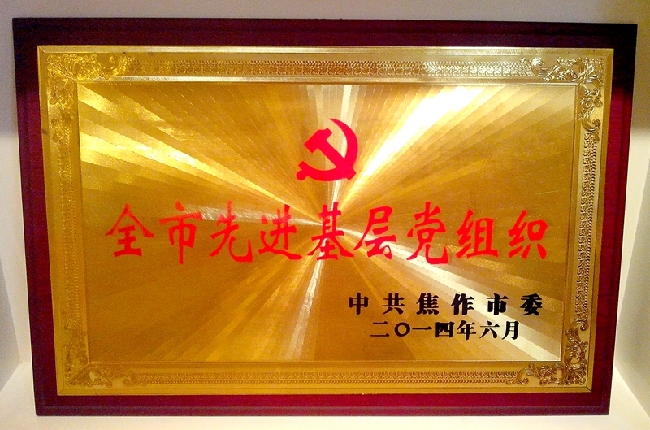 全市先进基层党组织
中共焦作市委
二〇一四年六月